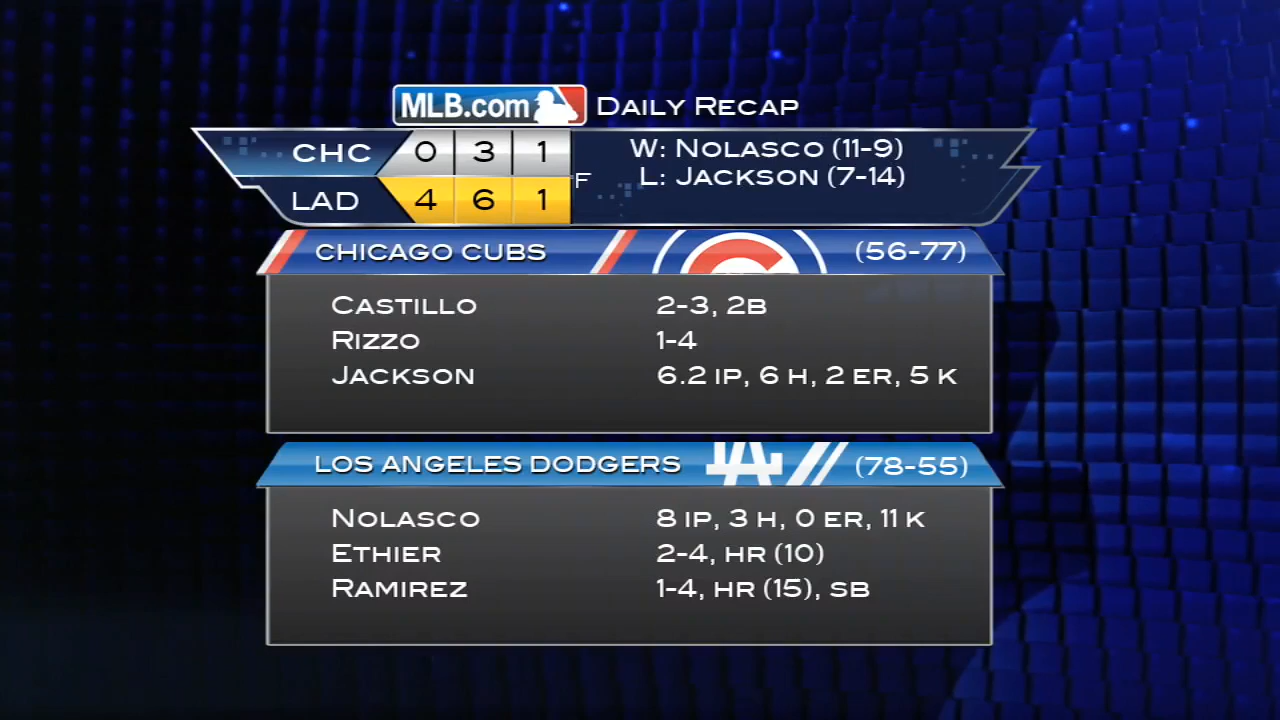 MLB.com DAILY RECAP
CHC 0 3 1
LAD 4 6 1
F
W: NOLASCO (11-9)
L: JACKSON (7-14)
CHICAGO CUBS (56-77)
CASTILLO 2-3, 2B
RIZZO 1-4
JACKSON 6.2 IP, 6 H, 2 ER, 5 K
LOS ANGELES DODGERS LA (78-55)
NOLASCO 8 IP, 3 H, 0 ER, 11 K
ETHIER 2-4, HR (10)
RAMIREZ 1-4, HR (15), SB